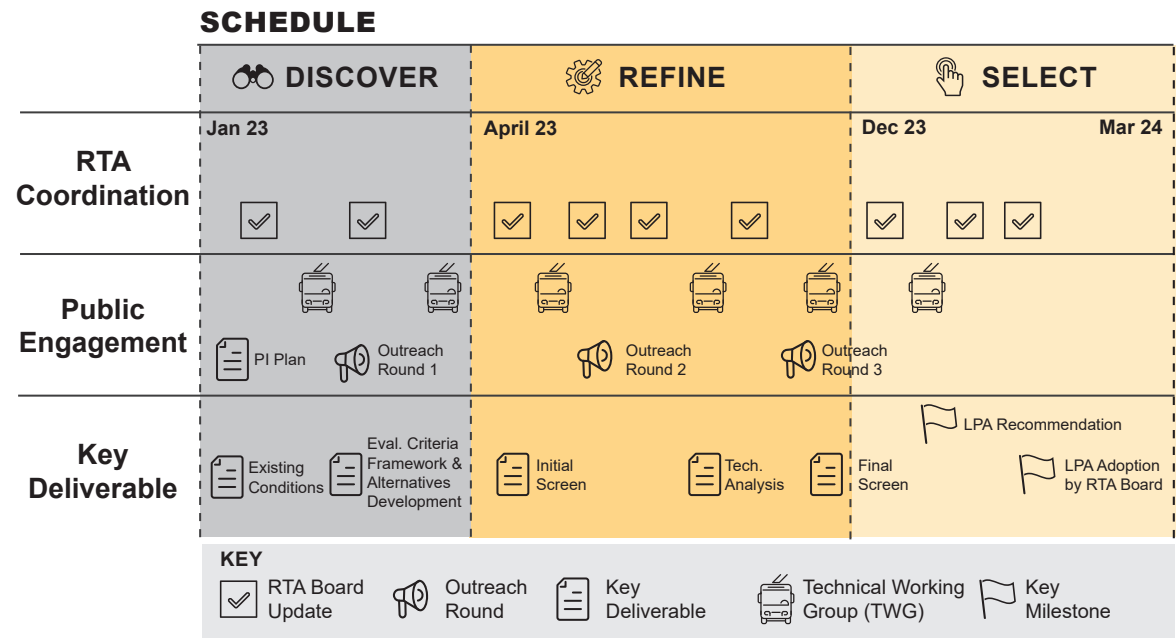 SCHEDULE
DISCOVER
REFINE
SELECT
Jan 23
April 23
Dec 23
Mar 24
RTA
Coordination
Public
Engagement
PI Plan
Outreach
Round 1
Outreach
Round 2
Outreach
Round 3
Key
Deliverable
Existing
Conditions
Eval. Criteria
Framework &
Alternatives
Development
Initial
Screen
Tech.
Analysis
Final
Screen
LPA Recommendation
LPA Adoption
by RTA Board
KEY
RTA Board
Update
Outreach
Round
Key
Deliverable
Technical Working
Group (TWG)
Key
Milestone